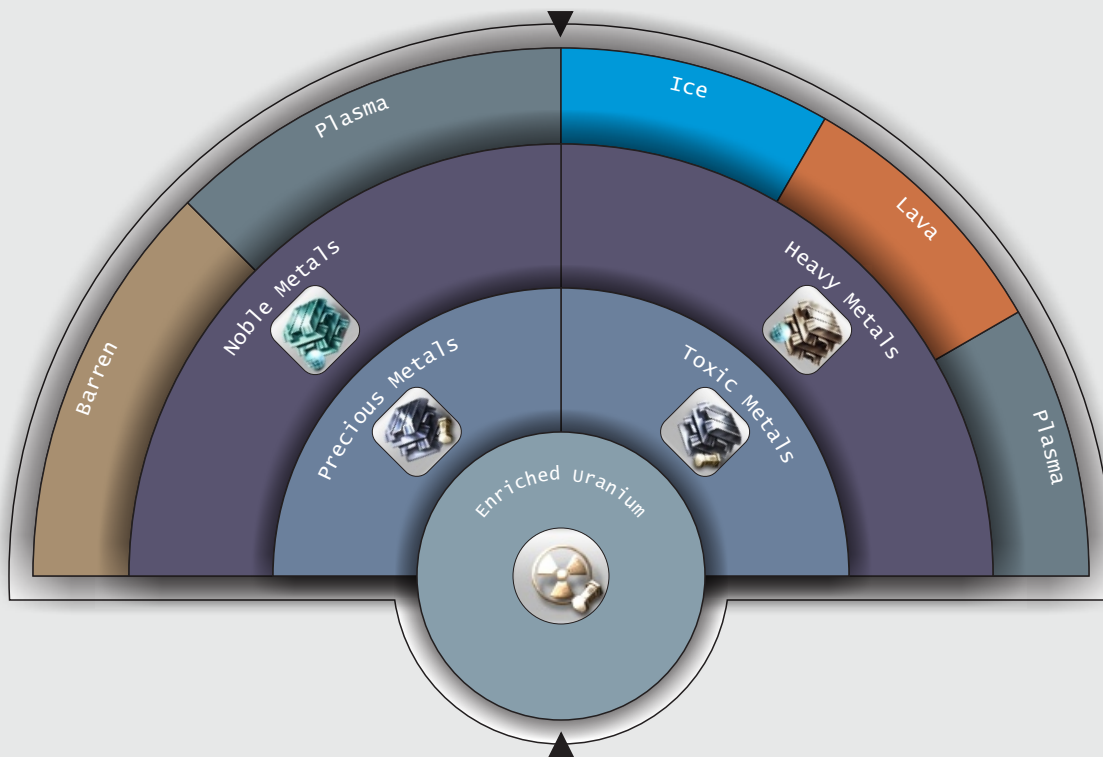 Plasma
Ice
Lava
Barren
Plasma
Noble Metals
Heavy Metals
Precious Metals
Toxic Metals
Enriched Uranium